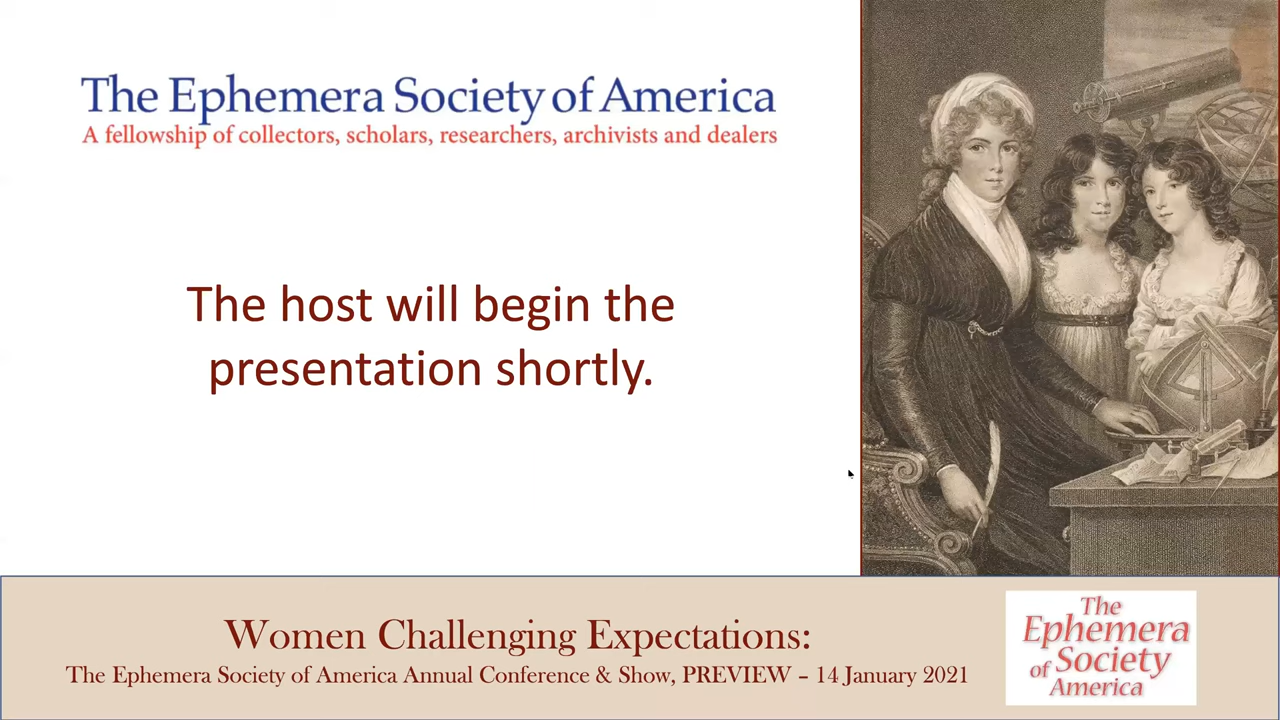 The Ephemera Society of America
A fellowship of collectors, scholars, researchers, archivists and dealers
The host will begin the
presentation shortly.
Women Challenging Expectations:
The Ephemera Society of America Annual Conference & Show, PREVIEW – 14 January 2021
The
Ephemera
of Society
America